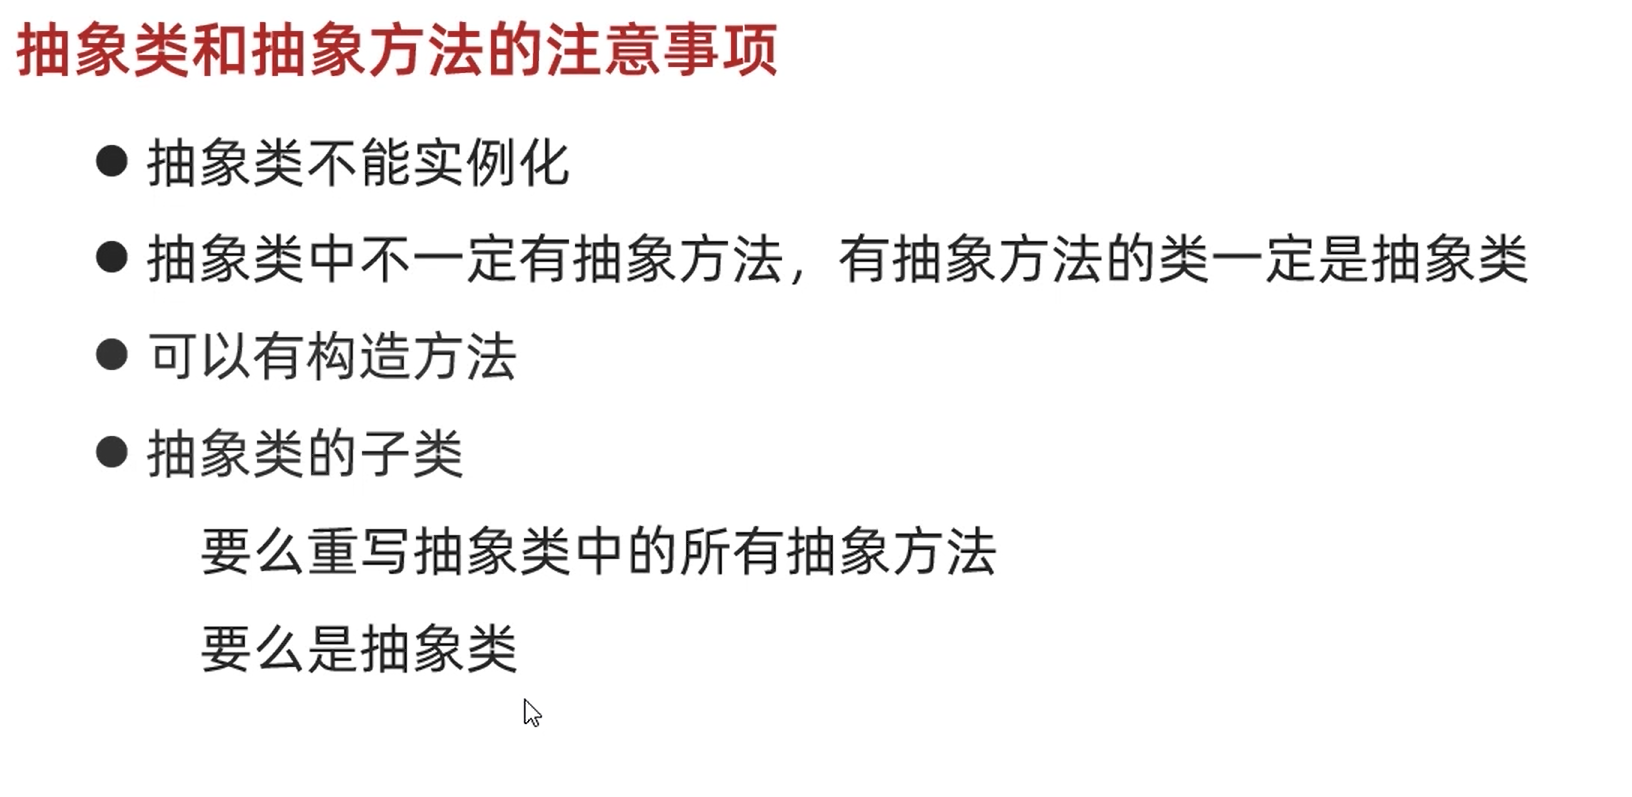 抽象类和抽象方法的注意事项
● 抽象类不能实例化
● 抽象类中不一定有抽象方法，有抽象方法的类一定是抽象类
● 可以有构造方法
● 抽象类的子类
要么重写抽象类中的所有抽象方法
要么是抽象类